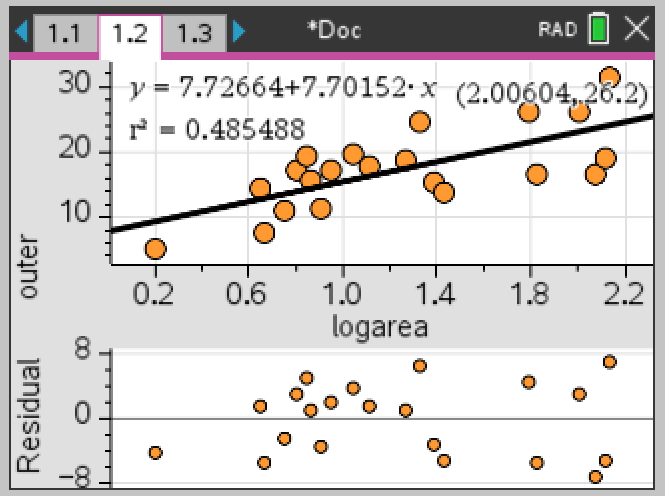 1.1 1.2 1.3 *Doc RAD
y = 7.72664+7.70152· x (2.00604, 26.2)
r² = 0.485488
30
20
10
outer
0.2 0.6 1.0 1.4 1.8 2.2
logarea
8
0
-8
Residual